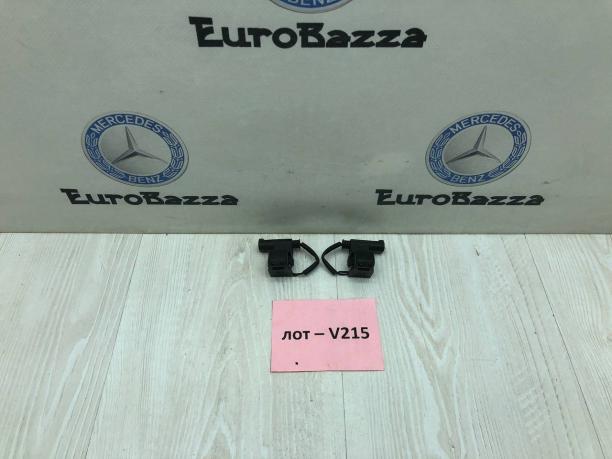 EuroBazza
MERCEDES
BENZ
EuroBazza
MERCEDES
BENZ
EuroBazza
лот – V215